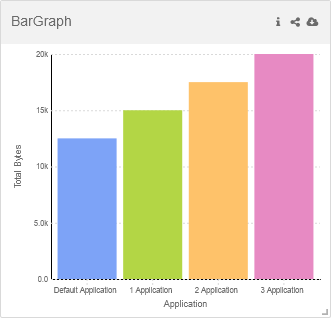 BarGraph
20k
15k
10k
5.0k
0.0
Total Bytes
Default Application
1 Application
2 Application
3 Application
Application